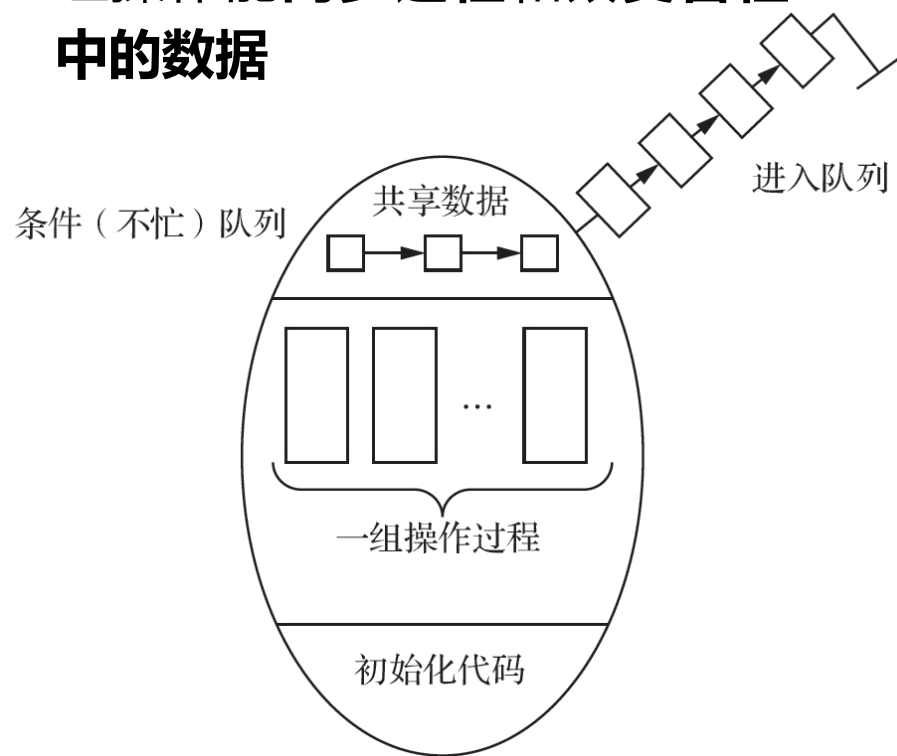 中的数据
进入队列
共享数据
条件（不忙）队列
…
一组操作过程
初始化代码